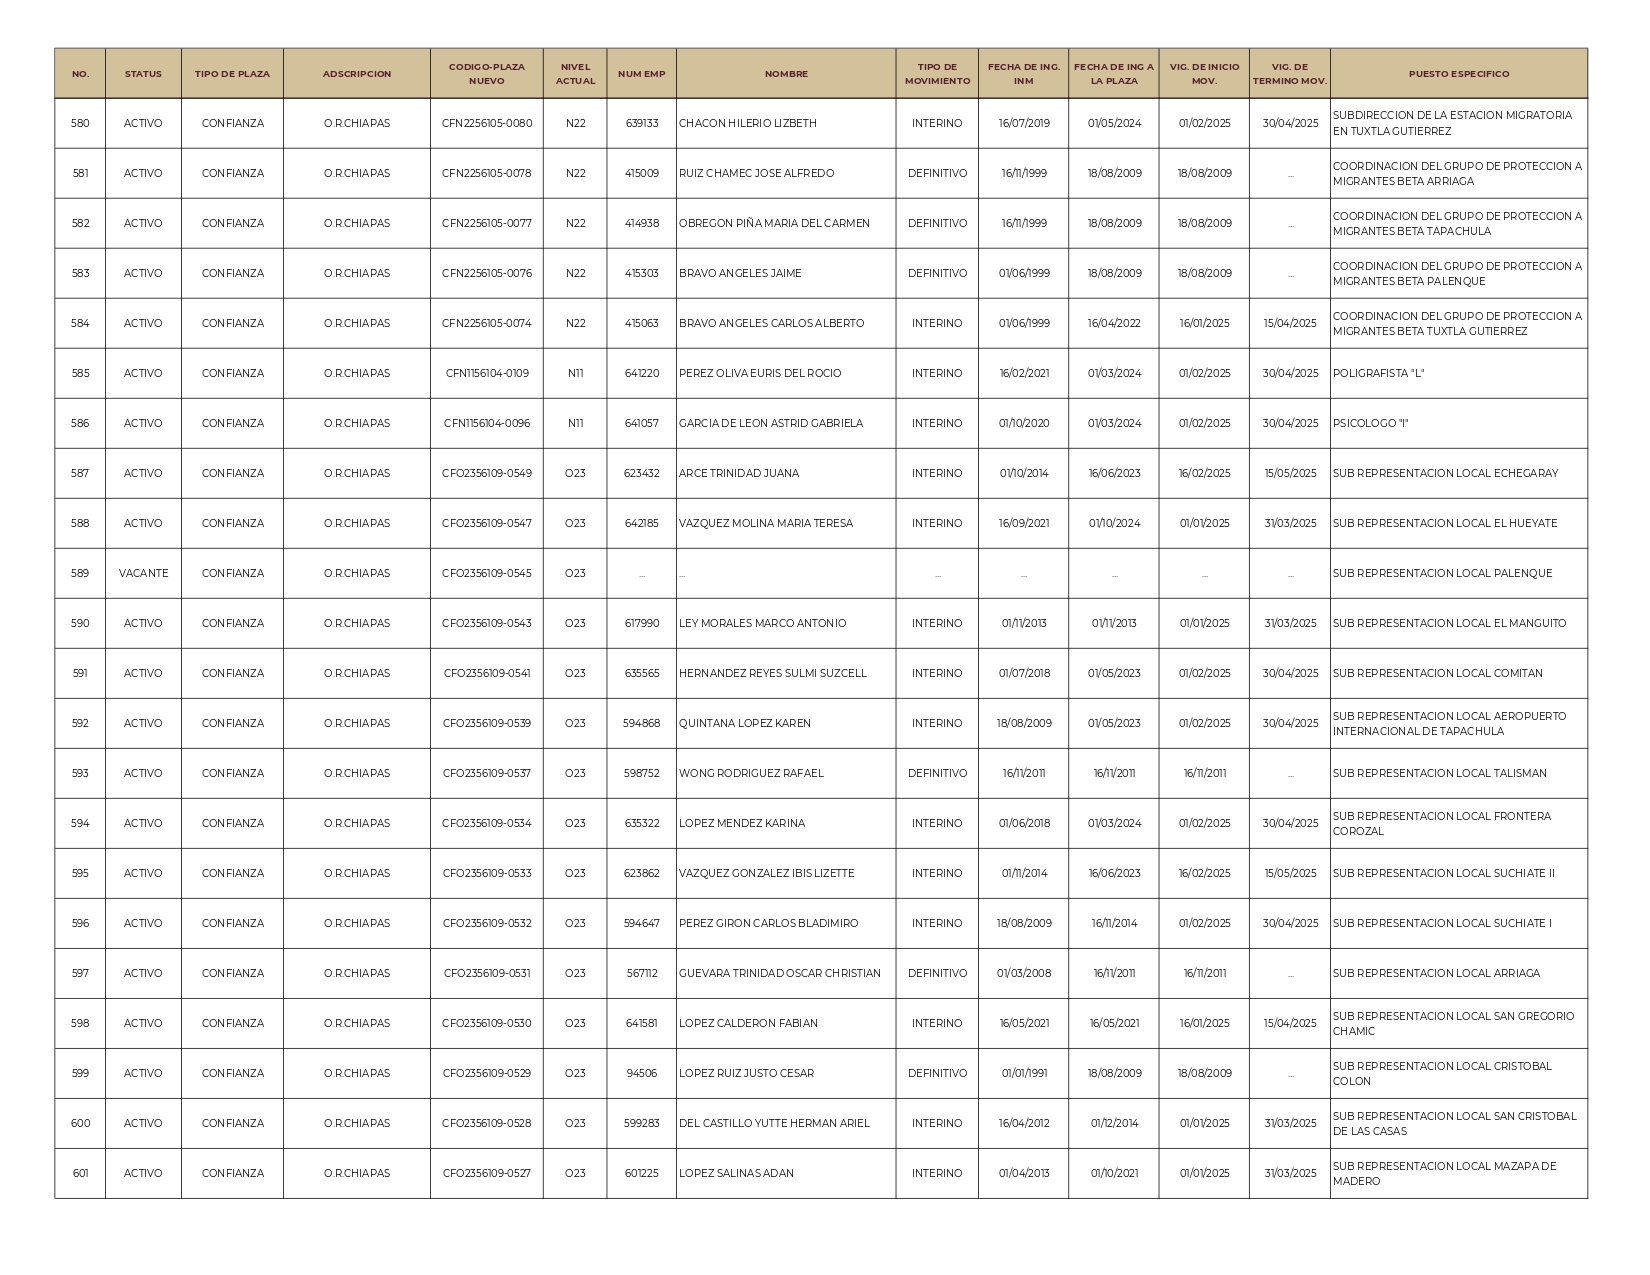 NO. STATUS TIPO DE PLAZA ADSCRIPCION CODIGO-PLAZA NUEVO NIVEL ACTUAL NUM EMP NOMBRE TIPO DE MOVIMIENTO FECHA DE ING. INM FECHA DE ING A LA PLAZA VIG. DE INICIO MOV. VIG. DE TERMINO MOV. PUESTO ESPECIFICO
580 ACTIVO CONFIANZA O.R.CHIAPAS CFN2256105-0080 N22 639133 CHACON HILERIO LIZBETH INTERINO 16/07/2019 01/05/2024 01/02/2025 30/04/2025 SUBDIRECCION DE LA ESTACION MIGRATORIA
EN TUXTLA GUTIERREZ
581 ACTIVO CONFIANZA O.R.CHIAPAS CFN2256105-0078 N22 415009 RUIZ CHAMEC JOSE ALFREDO DEFINITIVO 16/11/1999 18/08/2009 18/08/2009 ... COORDINACION DEL GRUPO DE PROTECCION A
MIGRANTES BETA ARRIAGA
582 ACTIVO CONFIANZA O.R.CHIAPAS CFN2256105-0077 N22 414938 OBREGON PIÑA MARIA DEL CARMEN DEFINITIVO 16/11/1999 18/08/2009 18/08/2009 ... COORDINACION DEL GRUPO DE PROTECCION A
MIGRANTES BETA TAPACHULA
583 ACTIVO CONFIANZA O.R.CHIAPAS CFN2256105-0076 N22 415303 BRAVO ANGELES JAIME DEFINITIVO 01/06/1999 18/08/2009 18/08/2009 ... COORDINACION DEL GRUPO DE PROTECCION A
MIGRANTES BETA PALENQUE
584 ACTIVO CONFIANZA O.R.CHIAPAS CFN2256105-0074 N22 415063 BRAVO ANGELES CARLOS ALBERTO INTERINO 01/06/1999 16/04/2022 16/01/2025 15/04/2025 COORDINACION DEL GRUPO DE PROTECCION A
MIGRANTES BETA TUXTLA GUTIERREZ
585 ACTIVO CONFIANZA O.R.CHIAPAS CFN1156104-0109 N11 641220 PEREZ OLIVA EURIS DEL ROCIO INTERINO 16/02/2021 01/03/2024 01/02/2025 30/04/2025 POLIGRAFISTA "L"
586 ACTIVO CONFIANZA O.R.CHIAPAS CFN1156104-0096 N11 641057 GARCIA DE LEON ASTRID GABRIELA INTERINO 01/10/2020 01/03/2024 01/02/2025 30/04/2025 PSICOLOGO "I"
587 ACTIVO CONFIANZA O.R.CHIAPAS CFO2356109-0549 O23 623432 ARCE TRINIDAD JUANA INTERINO 01/10/2014 16/06/2023 16/02/2025 15/05/2025 SUB REPRESENTACION LOCAL ECHEGARAY
588 ACTIVO CONFIANZA O.R.CHIAPAS CFO2356109-0547 O23 642185 VAZQUEZ MOLINA MARIA TERESA INTERINO 16/09/2021 01/10/2024 01/01/2025 31/03/2025 SUB REPRESENTACION LOCAL EL HUEYATE
589 VACANTE CONFIANZA O.R.CHIAPAS CFO2356109-0545 O23 ... ... ... ... ... ... ... SUB REPRESENTACION LOCAL PALENQUE
590 ACTIVO CONFIANZA O.R.CHIAPAS CFO2356109-0543 O23 617990 LEY MORALES MARCO ANTONIO INTERINO 01/11/2013 01/11/2013 01/01/2025 31/03/2025 SUB REPRESENTACION LOCAL EL MANGUITO
591 ACTIVO CONFIANZA O.R.CHIAPAS CFO2356109-0541 O23 635565 HERNANDEZ REYES SULMI SUZCELL INTERINO 01/07/2018 01/05/2023 01/02/2025 30/04/2025 SUB REPRESENTACION LOCAL COMITAN
592 ACTIVO CONFIANZA O.R.CHIAPAS CFO2356109-0539 O23 594868 QUINTANA LOPEZ KAREN INTERINO 18/08/2009 01/05/2023 01/02/2025 30/04/2025 SUB REPRESENTACION LOCAL AEROPUERTO
INTERNACIONAL DE TAPACHULA
593 ACTIVO CONFIANZA O.R.CHIAPAS CFO2356109-0537 O23 598752 WONG RODRIGUEZ RAFAEL DEFINITIVO 16/11/2011 16/11/2011 16/11/2011 ... SUB REPRESENTACION LOCAL TALISMAN
594 ACTIVO CONFIANZA O.R.CHIAPAS CFO2356109-0534 O23 635322 LOPEZ MENDEZ KARINA INTERINO 01/06/2018 01/03/2024 01/02/2025 30/04/2025 SUB REPRESENTACION LOCAL FRONTERA
COROZAL
595 ACTIVO CONFIANZA O.R.CHIAPAS CFO2356109-0533 O23 623862 VAZQUEZ GONZALEZ IBIS LIZETTE INTERINO 01/11/2014 16/06/2023 16/02/2025 15/05/2025 SUB REPRESENTACION LOCAL SUCHIATE II
596 ACTIVO CONFIANZA O.R.CHIAPAS CFO2356109-0532 O23 594647 PEREZ GIRON CARLOS BLADIMIRO INTERINO 18/08/2009 16/11/2014 01/02/2025 30/04/2025 SUB REPRESENTACION LOCAL SUCHIATE I
597 ACTIVO CONFIANZA O.R.CHIAPAS CFO2356109-0531 O23 567112 GUEVARA TRINIDAD OSCAR CHRISTIAN DEFINITIVO 01/03/2008 16/11/2011 16/11/2011 ... SUB REPRESENTACION LOCAL ARRIAGA
598 ACTIVO CONFIANZA O.R.CHIAPAS CFO2356109-0530 O23 641581 LOPEZ CALDERON FABIAN INTERINO 16/05/2021 16/05/2021 16/01/2025 15/04/2025 SUB REPRESENTACION LOCAL SAN GREGORIO
CHAMIC
599 ACTIVO CONFIANZA O.R.CHIAPAS CFO2356109-0529 O23 94506 LOPEZ RUIZ JUSTO CESAR DEFINITIVO 01/01/1991 18/08/2009 18/08/2009 ... SUB REPRESENTACION LOCAL CRISTOBAL
COLON
600 ACTIVO CONFIANZA O.R.CHIAPAS CFO2356109-0528 O23 599283 DEL CASTILLO YUTTE HERMAN ARIEL INTERINO 16/04/2012 01/12/2014 01/01/2025 31/03/2025 SUB REPRESENTACION LOCAL SAN CRISTOBAL
DE LAS CASAS
601 ACTIVO CONFIANZA O.R.CHIAPAS CFO2356109-0527 O23 601225 LOPEZ SALINAS ADAN INTERINO 01/04/2013 01/10/2021 01/01/2025 31/03/2025 SUB REPRESENTACION LOCAL MAZAPA DE
MADERO